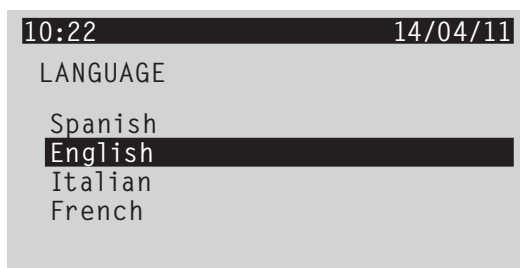 10:22 14/04/11
LANGUAGE
Spanish
English
Italian
French